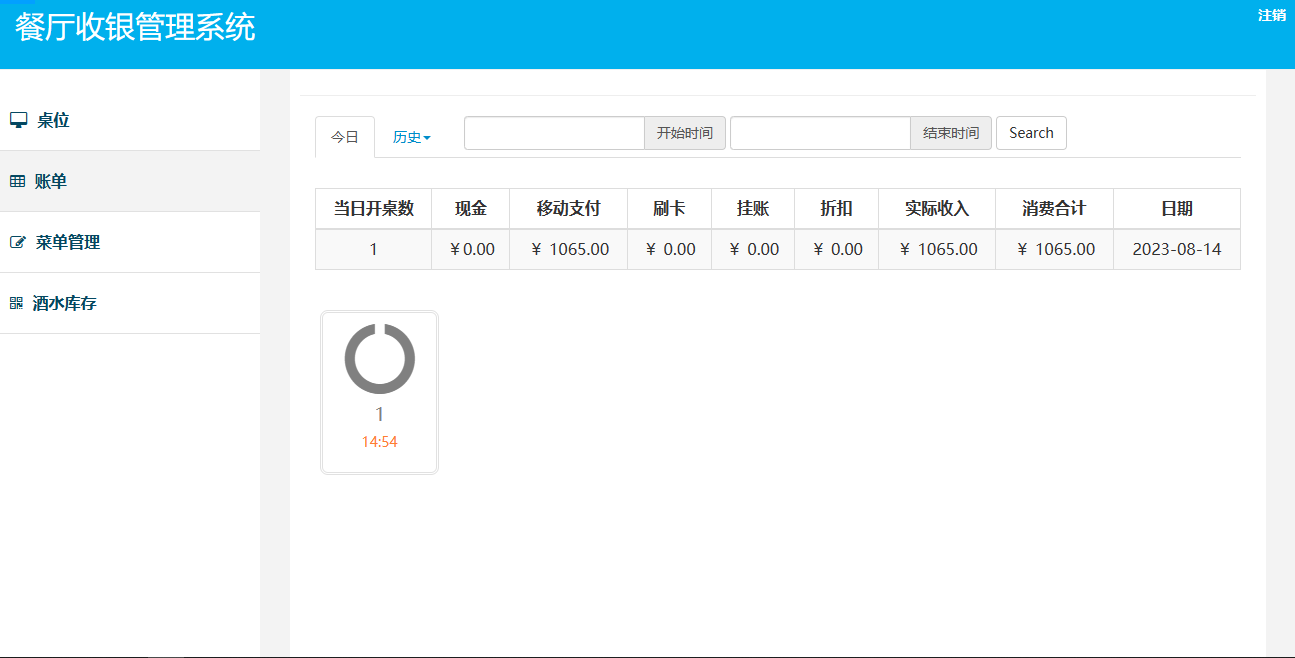 餐厅收银管理系统
注销
桌位
账单
菜单管理
酒水库存
今日 历史 开始时间 结束时间 Search
当日开桌数 现金 移动支付 刷卡 挂账 折扣 实际收入 消费合计 日期
1 ￥0.00 ￥ 1065.00 ￥ 0.00 ￥ 0.00 ￥ 0.00 ￥ 1065.00 ￥ 1065.00 2023-08-14
1
14:54